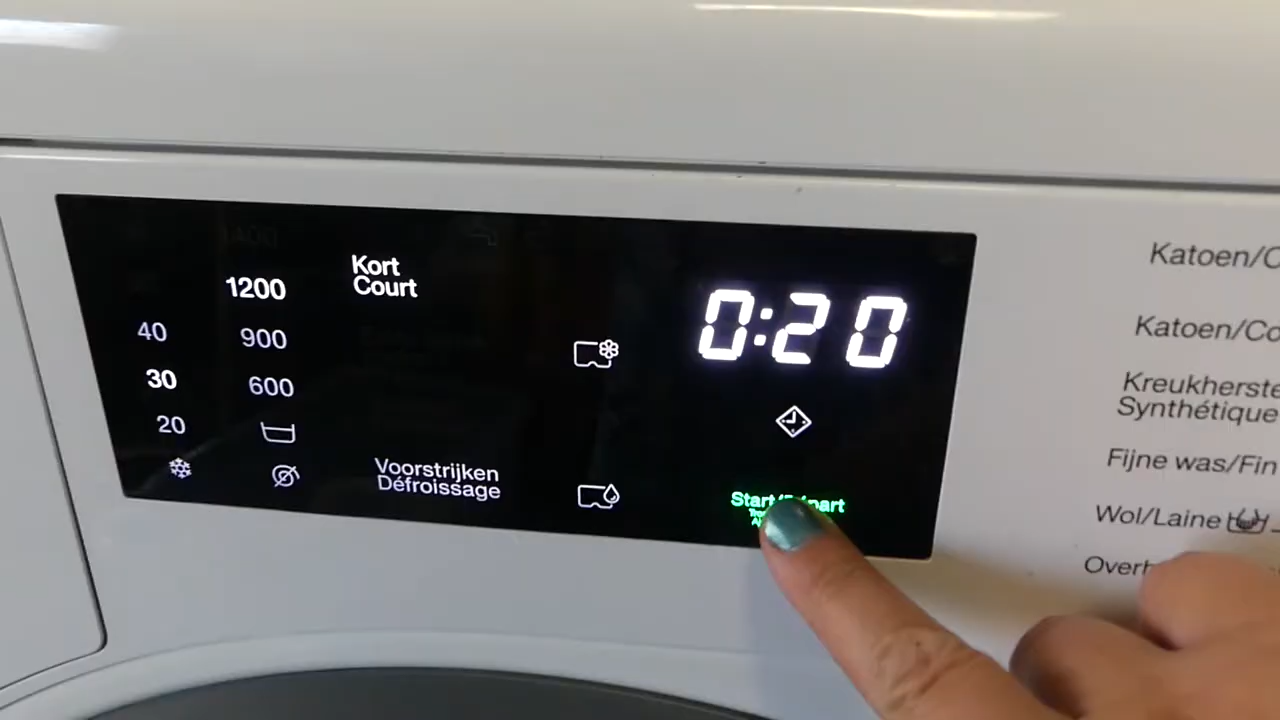 1200
900
600
40
30
20
Kort
Court
Voorstrijken
Défroissage
0:20
Start/Départ
Katoen/
Katoen/Co
Kreukherste
Synthétique
Fijne was/Fin
Wol/Laine
Overh